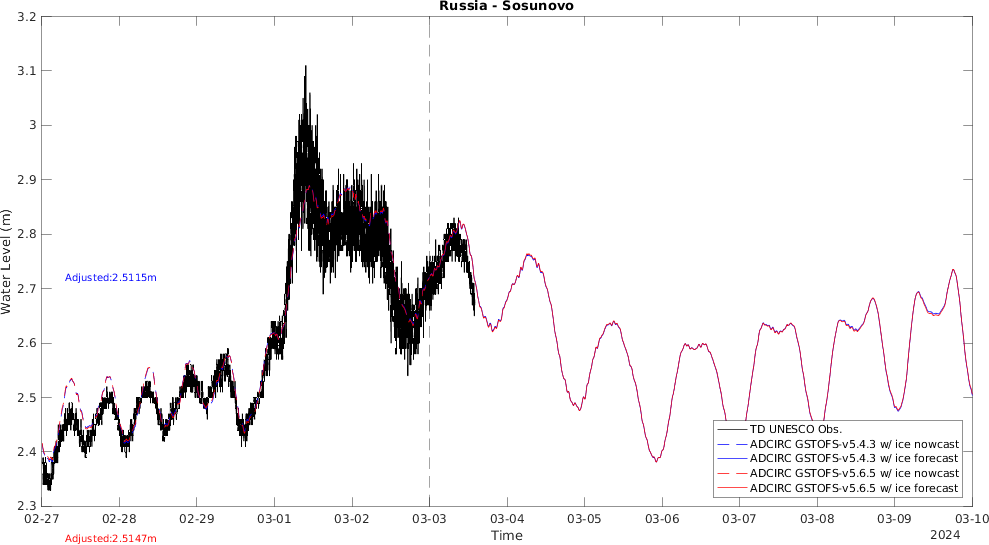 Russia - Sosunovo
3.2
3.1
3
2.9
2.8
2.7
2.6
2.5
2.4
2.3
Water Level (m)
Adjusted:2.5115m
TD UNESCO Obs.
ADCIRC GSTOFS-v5.4.3 w/ ice nowcast
ADCIRC GSTOFS-v5.4.3 w/ ice forecast
ADCIRC GSTOFS-v5.6.5 w/ ice nowcast
ADCIRC GSTOFS-v5.6.5 w/ ice forecast
02-27 02-28 02-29 03-01 03-02 03-03 03-04 03-05 03-06 03-07 03-08 03-09 03-10
Time
2024
Adjusted:2.5147m